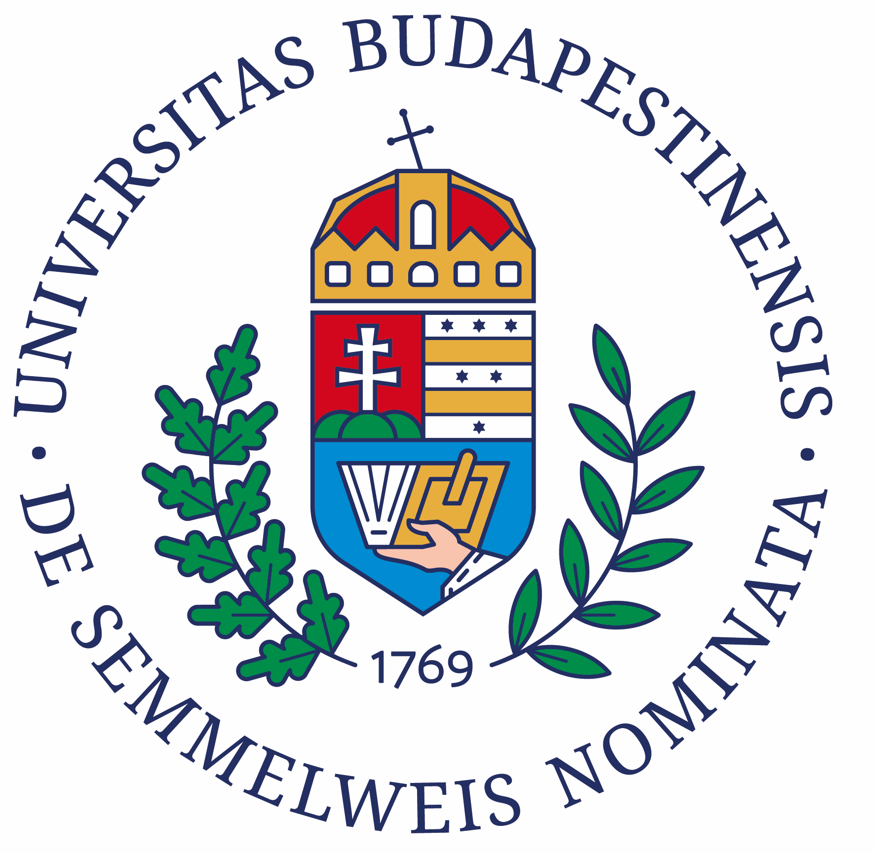 UNIVERSITAS BUDAPESTINENSIS
· DE SEMMELWEIS NOMINATA ·
1769